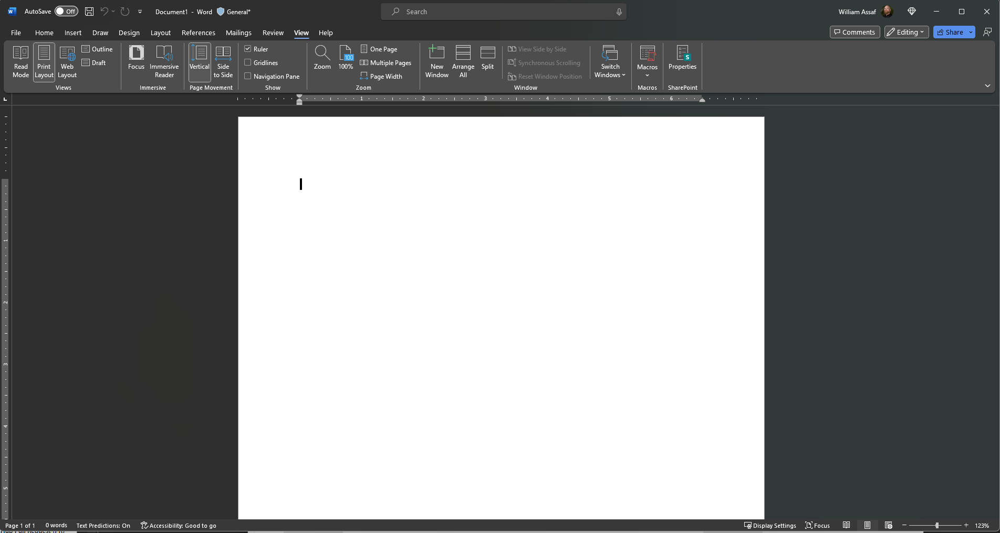 AutoSave Off Document1 - Word General* Search William Assaf
File Home Insert Draw Design Layout References Mailings Review View Help Comments Editing Share
Read Mode Print Layout Web Layout Outline Draft
Views
Focus Immersive Reader
Immersive
Vertical Side to Side
Page Movement
Ruler
Gridlines
Navigation Pane
Show
Zoom 100 100% One Page
Multiple Pages
Page Width
Zoom
New Window Arrange All Split View Side by Side
Synchronous Scrolling
Reset Window Position
Switch Windows
Window
Macros
Macros
S
Properties
SharePoint
1 2 3 4 5 6
1
2
3
4
5
Page 1 of 1 0 words Text Predictions: On Accessibility: Good to go Display Settings Focus 123%